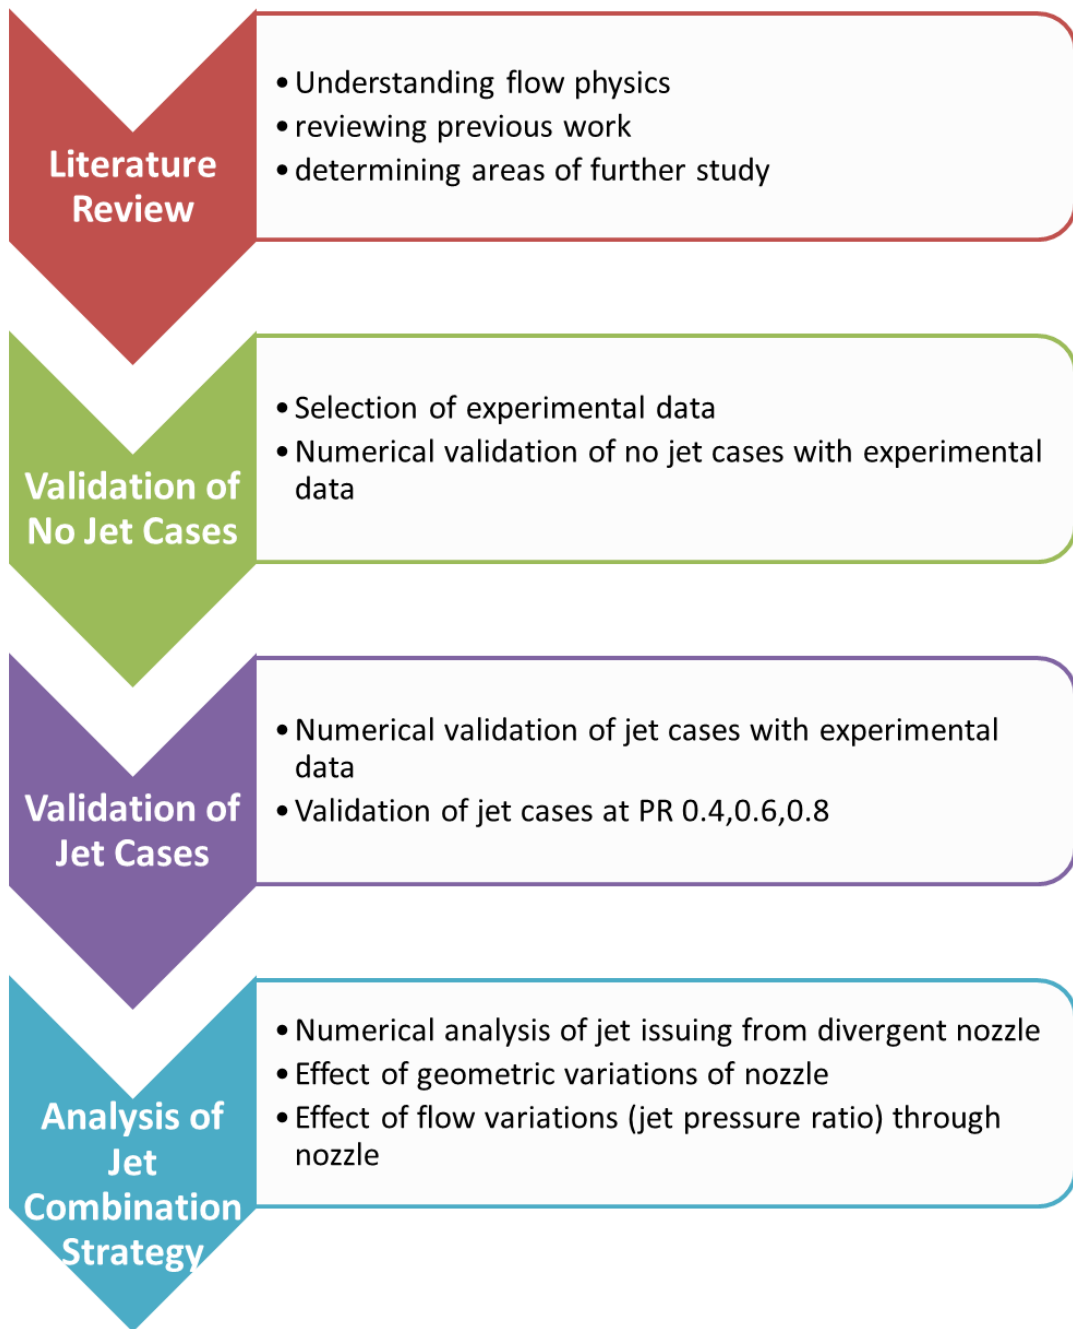 Literature
Review
• Understanding flow physics
• reviewing previous work
• determining areas of further study
Validation of
No Jet Cases
• Selection of experimental data
• Numerical validation of no jet cases with experimental
data
Validation of
Jet Cases
• Numerical validation of jet cases with experimental
data
• Validation of jet cases at PR 0.4,0.6,0.8
Analysis of
Jet
Combination
Strategy
• Numerical analysis of jet issuing from divergent nozzle
• Effect of geometric variations of nozzle
• Effect of flow variations (jet pressure ratio) through
nozzle